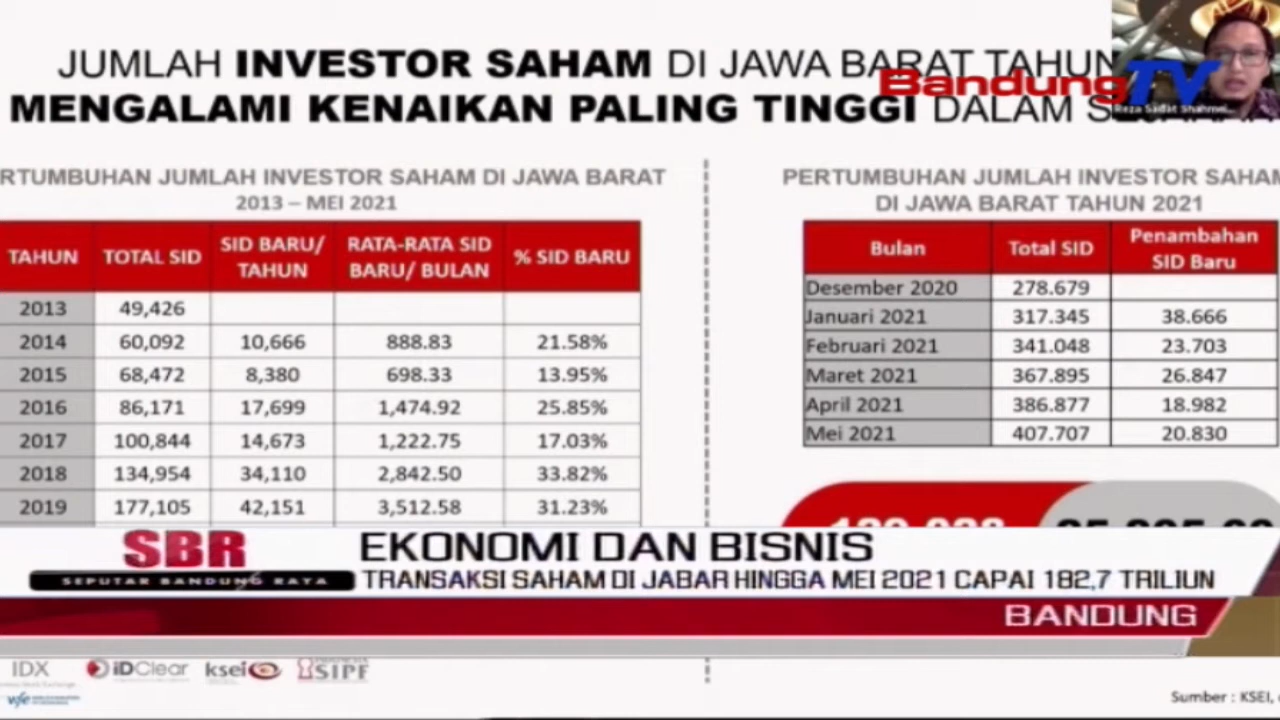 JUMLAH INVESTOR SAHAM DI JAWA BARAT TAHUN
MENGALAMI KENAIKAN PALING TINGGI DALAM
BandungTV
Reza Sadat Shahmei...
RTUMBUHAN JUMLAH INVESTOR SAHAM DI JAWA BARAT
2013 – MEI 2021
TAHUN TOTAL SID SID BARU/ TAHUN RATA-RATA SID BARU/ BULAN % SID BARU
2013 49,426
2014 60,092 10,666 888.83 21.58%
2015 68,472 8,380 698.33 13.95%
2016 86,171 17,699 1,474.92 25.85%
2017 100,844 14,673 1,222.75 17.03%
2018 134,954 34,110 2,842.50 33.82%
2019 177,105 42,151 3,512.58 31.23%
PERTUMBUHAN JUMLAH INVESTOR SAHAM
DI JAWA BARAT TAHUN 2021
Bulan Total SID Penambahan SID Baru
Desember 2020 278.679
Januari 2021 317.345 38.666
Februari 2021 341.048 23.703
Maret 2021 367.895 26.847
April 2021 386.877 18.982
Mei 2021 407.707 20.830
SBR
SEPUTAR BANDUNG RAYA
EKONOMI DAN BISNIS
TRANSAKSI SAHAM DI JABAR HINGGA MEI 2021 CAPAI 182,7 TRILIUN
BANDUNG
IDX iDClear ksei SIPF
Sumber : KSEI,